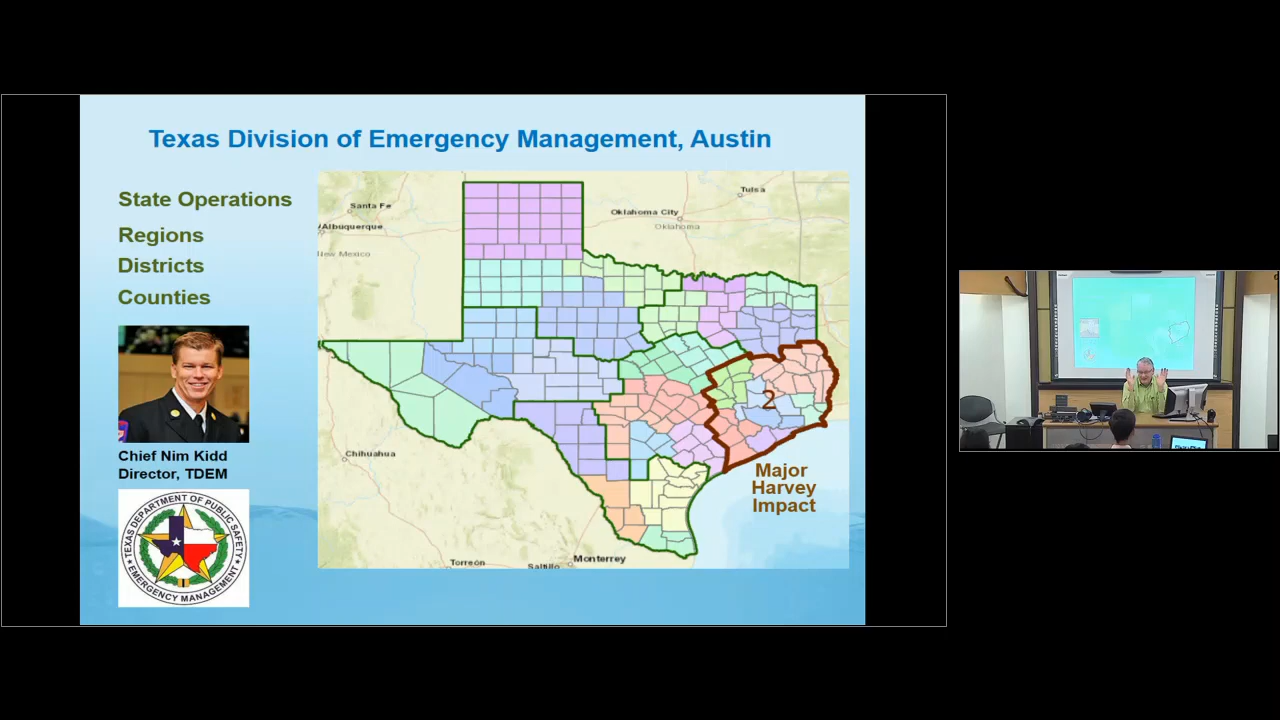 Texas Division of Emergency Management, Austin
State Operations
Regions
Districts
Counties
Chief Nim Kidd
Director, TDEM
TEXAS DEPARTMENT OF PUBLIC SAFETY
EMERGENCY MANAGEMENT
Santa Fe
Albuquerque
New Mexico
Oklahoma City
Oklahoma
Tulsa
2
Chihuahua
Major
Harvey
Impact
Torreón
Saltillo
Monterrey